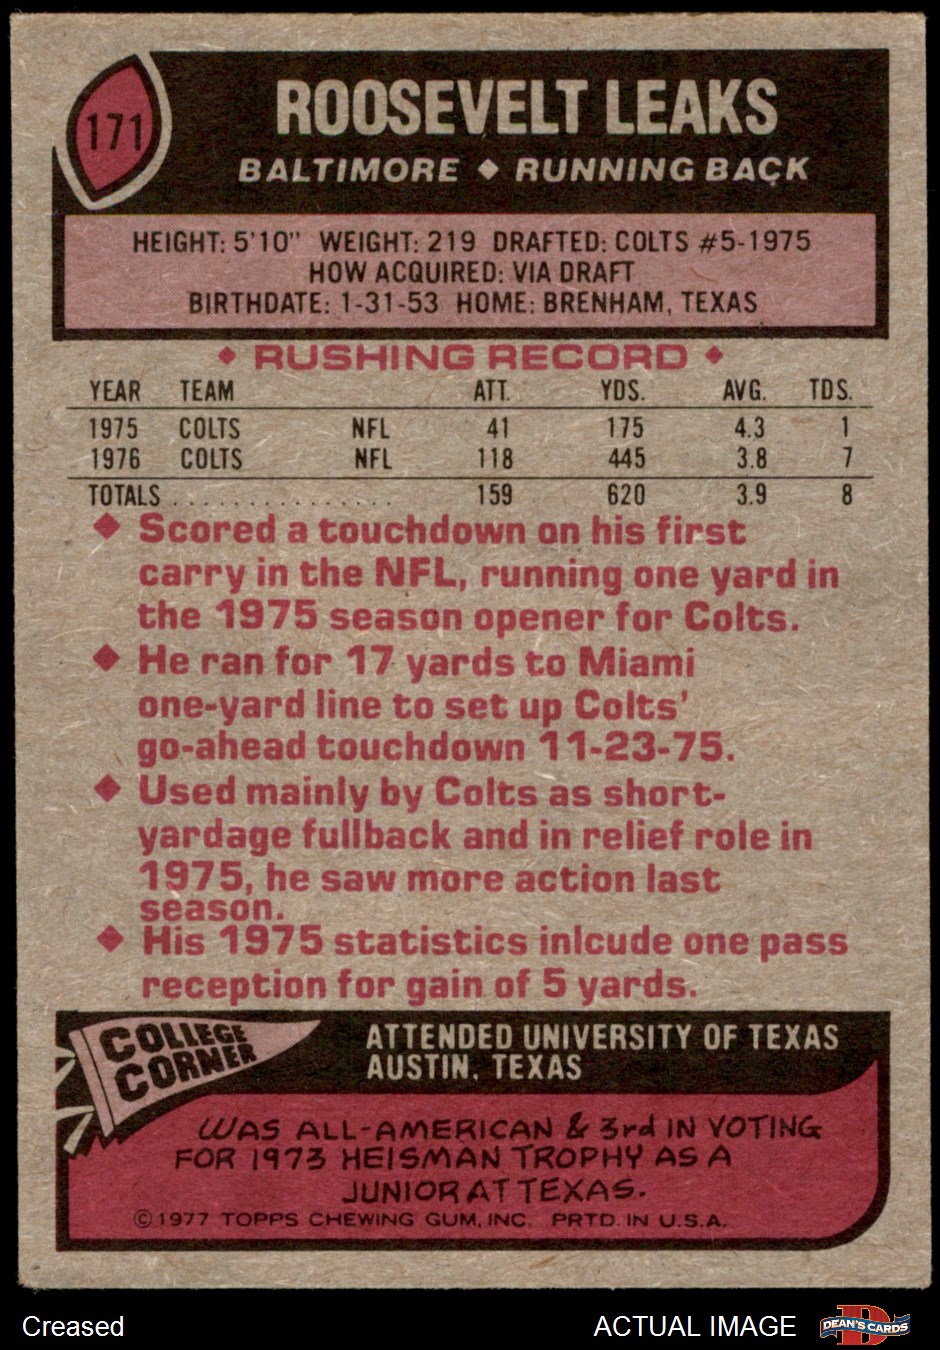 171
ROOSEVELT LEAKS
BALTIMORE ◆ RUNNING BACK
HEIGHT: 5'10" WEIGHT: 219 DRAFTED: COLTS #5-1975
HOW ACQUIRED: VIA DRAFT
BIRTHDATE: 1-31-53 HOME: BRENHAM, TEXAS
◆ RUSHING RECORD ◆
YEAR TEAM ATT. YDS. AVG. TDS.
1975 COLTS NFL 41 175 4.3 1
1976 COLTS NFL 118 445 3.8 7
TOTALS . . . . . . . . . . . . . . . . 159 620 3.9 8
◆ Scored a touchdown on his first
carry in the NFL, running one yard in
the 1975 season opener for Colts.
◆ He ran for 17 yards to Miami
one-yard line to set up Colts'
go-ahead touchdown 11-23-75.
◆ Used mainly by Colts as short-
yardage fullback and in relief role in
1975, he saw more action last
season.
◆ His 1975 statistics inlcude one pass
reception for gain of 5 yards.
COLLEGE
CORNER
ATTENDED UNIVERSITY OF TEXAS
AUSTIN, TEXAS
WAS ALL-AMERICAN & 3rd IN VOTING
FOR 1973 HEISMAN TROPHY AS A
JUNIOR AT TEXAS.
©1977 TOPPS CHEWING GUM, INC. PRTD. IN U.S.A.
Creased
ACTUAL IMAGE
DEAN'S CARDS